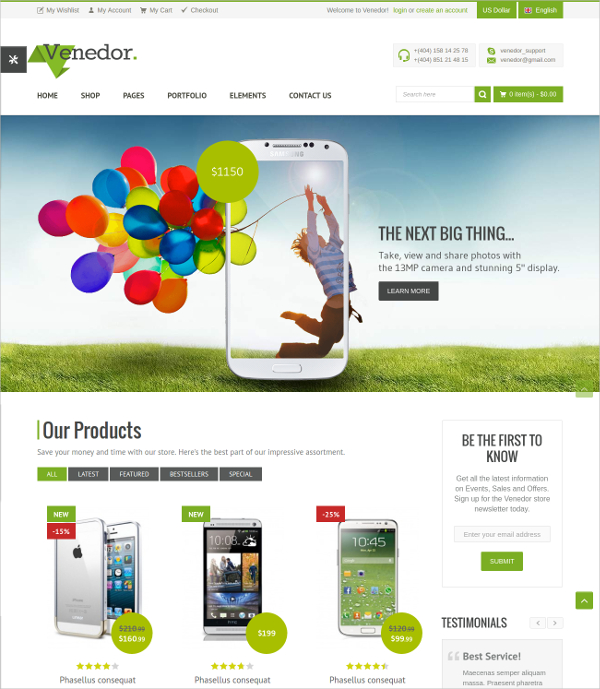 My Wishlist My Account My Cart Checkout Welcome to Venedor! login or create an account US Dollar English
Venedor.
+(404) 158 14 25 78 venedor_support
+(404) 851 21 48 15 venedor@gmail.com
HOME SHOP PAGES PORTFOLIO ELEMENTS CONTACT US Search here 0 item(s) - $0.00
$1150
SAMSUNG
THE NEXT BIG THING...
Take, view and share photos with
the 13MP camera and stunning 5" display.
LEARN MORE
Our Products
Save your money and time with our store. Here's the best part of our impressive assortment.
ALL LATEST FEATURED BESTSELLERS SPECIAL
BE THE FIRST TO
KNOW
Get all the latest information
on Events, Sales and Offers.
Sign up for the Venedor store
newsletter today.
Enter your email address
SUBMIT
NEW NEW -25%
-15%
10:08
10:45
$210.99 $120.99
$160.99 $199 $99.99
Phasellus consequat Phasellus consequat Phasellus consequat
TESTIMONIALS
Best Service!
Maecenas semper aliquam
massa. Praesent pharetra